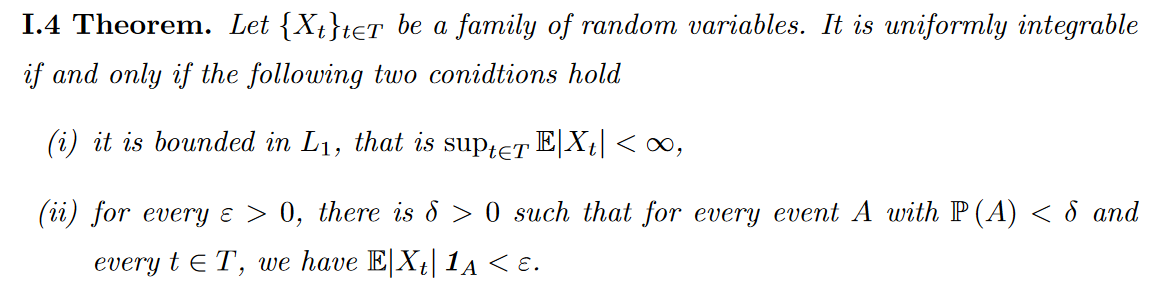 I.4 Theorem. Let {X_t}_{t∈T} be a family of random variables. It is uniformly integrable
if and only if the following two conidtions hold
(i) it is bounded in L_1, that is sup_{t∈T} 𝔼|X_t| < ∞,
(ii) for every ε > 0, there is δ > 0 such that for every event A with ℙ(A) < δ and
every t ∈ T, we have 𝔼|X_t| 1_A < ε.